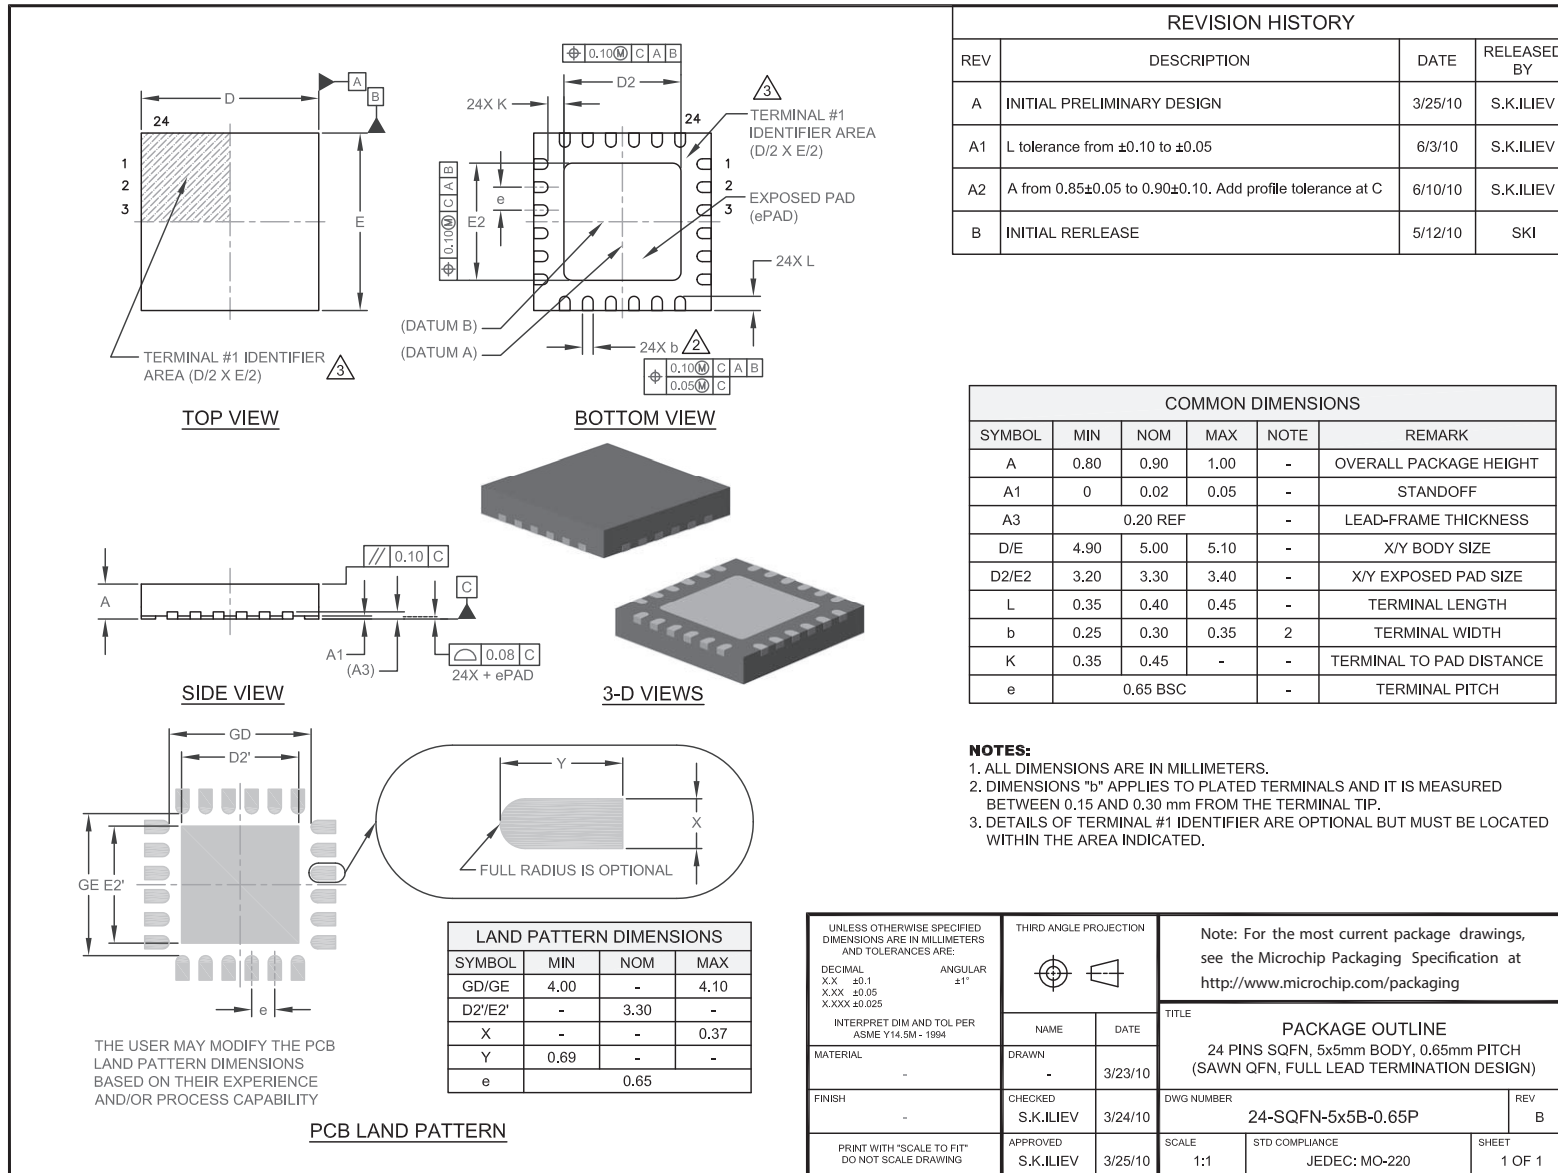 REVISION HISTORY
REV DESCRIPTION DATE RELEASED BY
A INITIAL PRELIMINARY DESIGN 3/25/10 S.K.ILIEV
A1 L tolerance from ±0.10 to ±0.05 6/3/10 S.K.ILIEV
A2 A from 0.85±0.05 to 0.90±0.10. Add profile tolerance at C 6/10/10 S.K.ILIEV
B INITIAL RERLEASE 5/12/10 SKI
D
A
B
24
1
2
3
E
TERMINAL #1 IDENTIFIER
AREA (D/2 X E/2)
3
TOP VIEW
⌖ 0.10Ⓜ C A B
D2
24X K
24
3
TERMINAL #1
IDENTIFIER AREA
(D/2 X E/2)
1
2
3
⌖ 0.10Ⓜ C A B
E2
e
EXPOSED PAD
(ePAD)
24X L
(DATUM B)
(DATUM A)
24X b
2
⌖ 0.10Ⓜ C A B
0.05Ⓜ C
BOTTOM VIEW
COMMON DIMENSIONS
SYMBOL MIN NOM MAX NOTE REMARK
A 0.80 0.90 1.00 - OVERALL PACKAGE HEIGHT
A1 0 0.02 0.05 - STANDOFF
A3 0.20 REF - LEAD-FRAME THICKNESS
D/E 4.90 5.00 5.10 - X/Y BODY SIZE
D2/E2 3.20 3.30 3.40 - X/Y EXPOSED PAD SIZE
L 0.35 0.40 0.45 - TERMINAL LENGTH
b 0.25 0.30 0.35 2 TERMINAL WIDTH
K 0.35 0.45 - - TERMINAL TO PAD DISTANCE
e 0.65 BSC - TERMINAL PITCH
// 0.10 C
A
C
A1
(A3)
⌓ 0.08 C
24X + ePAD
SIDE VIEW
3-D VIEWS
NOTES:
1. ALL DIMENSIONS ARE IN MILLIMETERS.
2. DIMENSIONS "b" APPLIES TO PLATED TERMINALS AND IT IS MEASURED
BETWEEN 0.15 AND 0.30 mm FROM THE TERMINAL TIP.
3. DETAILS OF TERMINAL #1 IDENTIFIER ARE OPTIONAL BUT MUST BE LOCATED
WITHIN THE AREA INDICATED.
GD
D2'
GE E2'
e
Y
X
FULL RADIUS IS OPTIONAL
THE USER MAY MODIFY THE PCB
LAND PATTERN DIMENSIONS
BASED ON THEIR EXPERIENCE
AND/OR PROCESS CAPABILITY
LAND PATTERN DIMENSIONS
SYMBOL MIN NOM MAX
GD/GE 4.00 - 4.10
D2'/E2' - 3.30 -
X - - 0.37
Y 0.69 - -
e 0.65
PCB LAND PATTERN
UNLESS OTHERWISE SPECIFIED
DIMENSIONS ARE IN MILLIMETERS
AND TOLERANCES ARE:
DECIMAL ANGULAR
X.X ±0.1 ±1°
X.XX ±0.05
X.XXX ±0.025
INTERPRET DIM AND TOL PER
ASME Y14.5M - 1994
MATERIAL
-
FINISH
-
PRINT WITH "SCALE TO FIT"
DO NOT SCALE DRAWING
THIRD ANGLE PROJECTION
NAME DATE
DRAWN
- 3/23/10
CHECKED
S.K.ILIEV 3/24/10
APPROVED
S.K.ILIEV 3/25/10
Note: For the most current package drawings,
see the Microchip Packaging Specification at
http://www.microchip.com/packaging
TITLE
PACKAGE OUTLINE
24 PINS SQFN, 5x5mm BODY, 0.65mm PITCH
(SAWN QFN, FULL LEAD TERMINATION DESIGN)
DWG NUMBER
24-SQFN-5x5B-0.65P
REV
B
SCALE
1:1
STD COMPLIANCE
JEDEC: MO-220
SHEET
1 OF 1